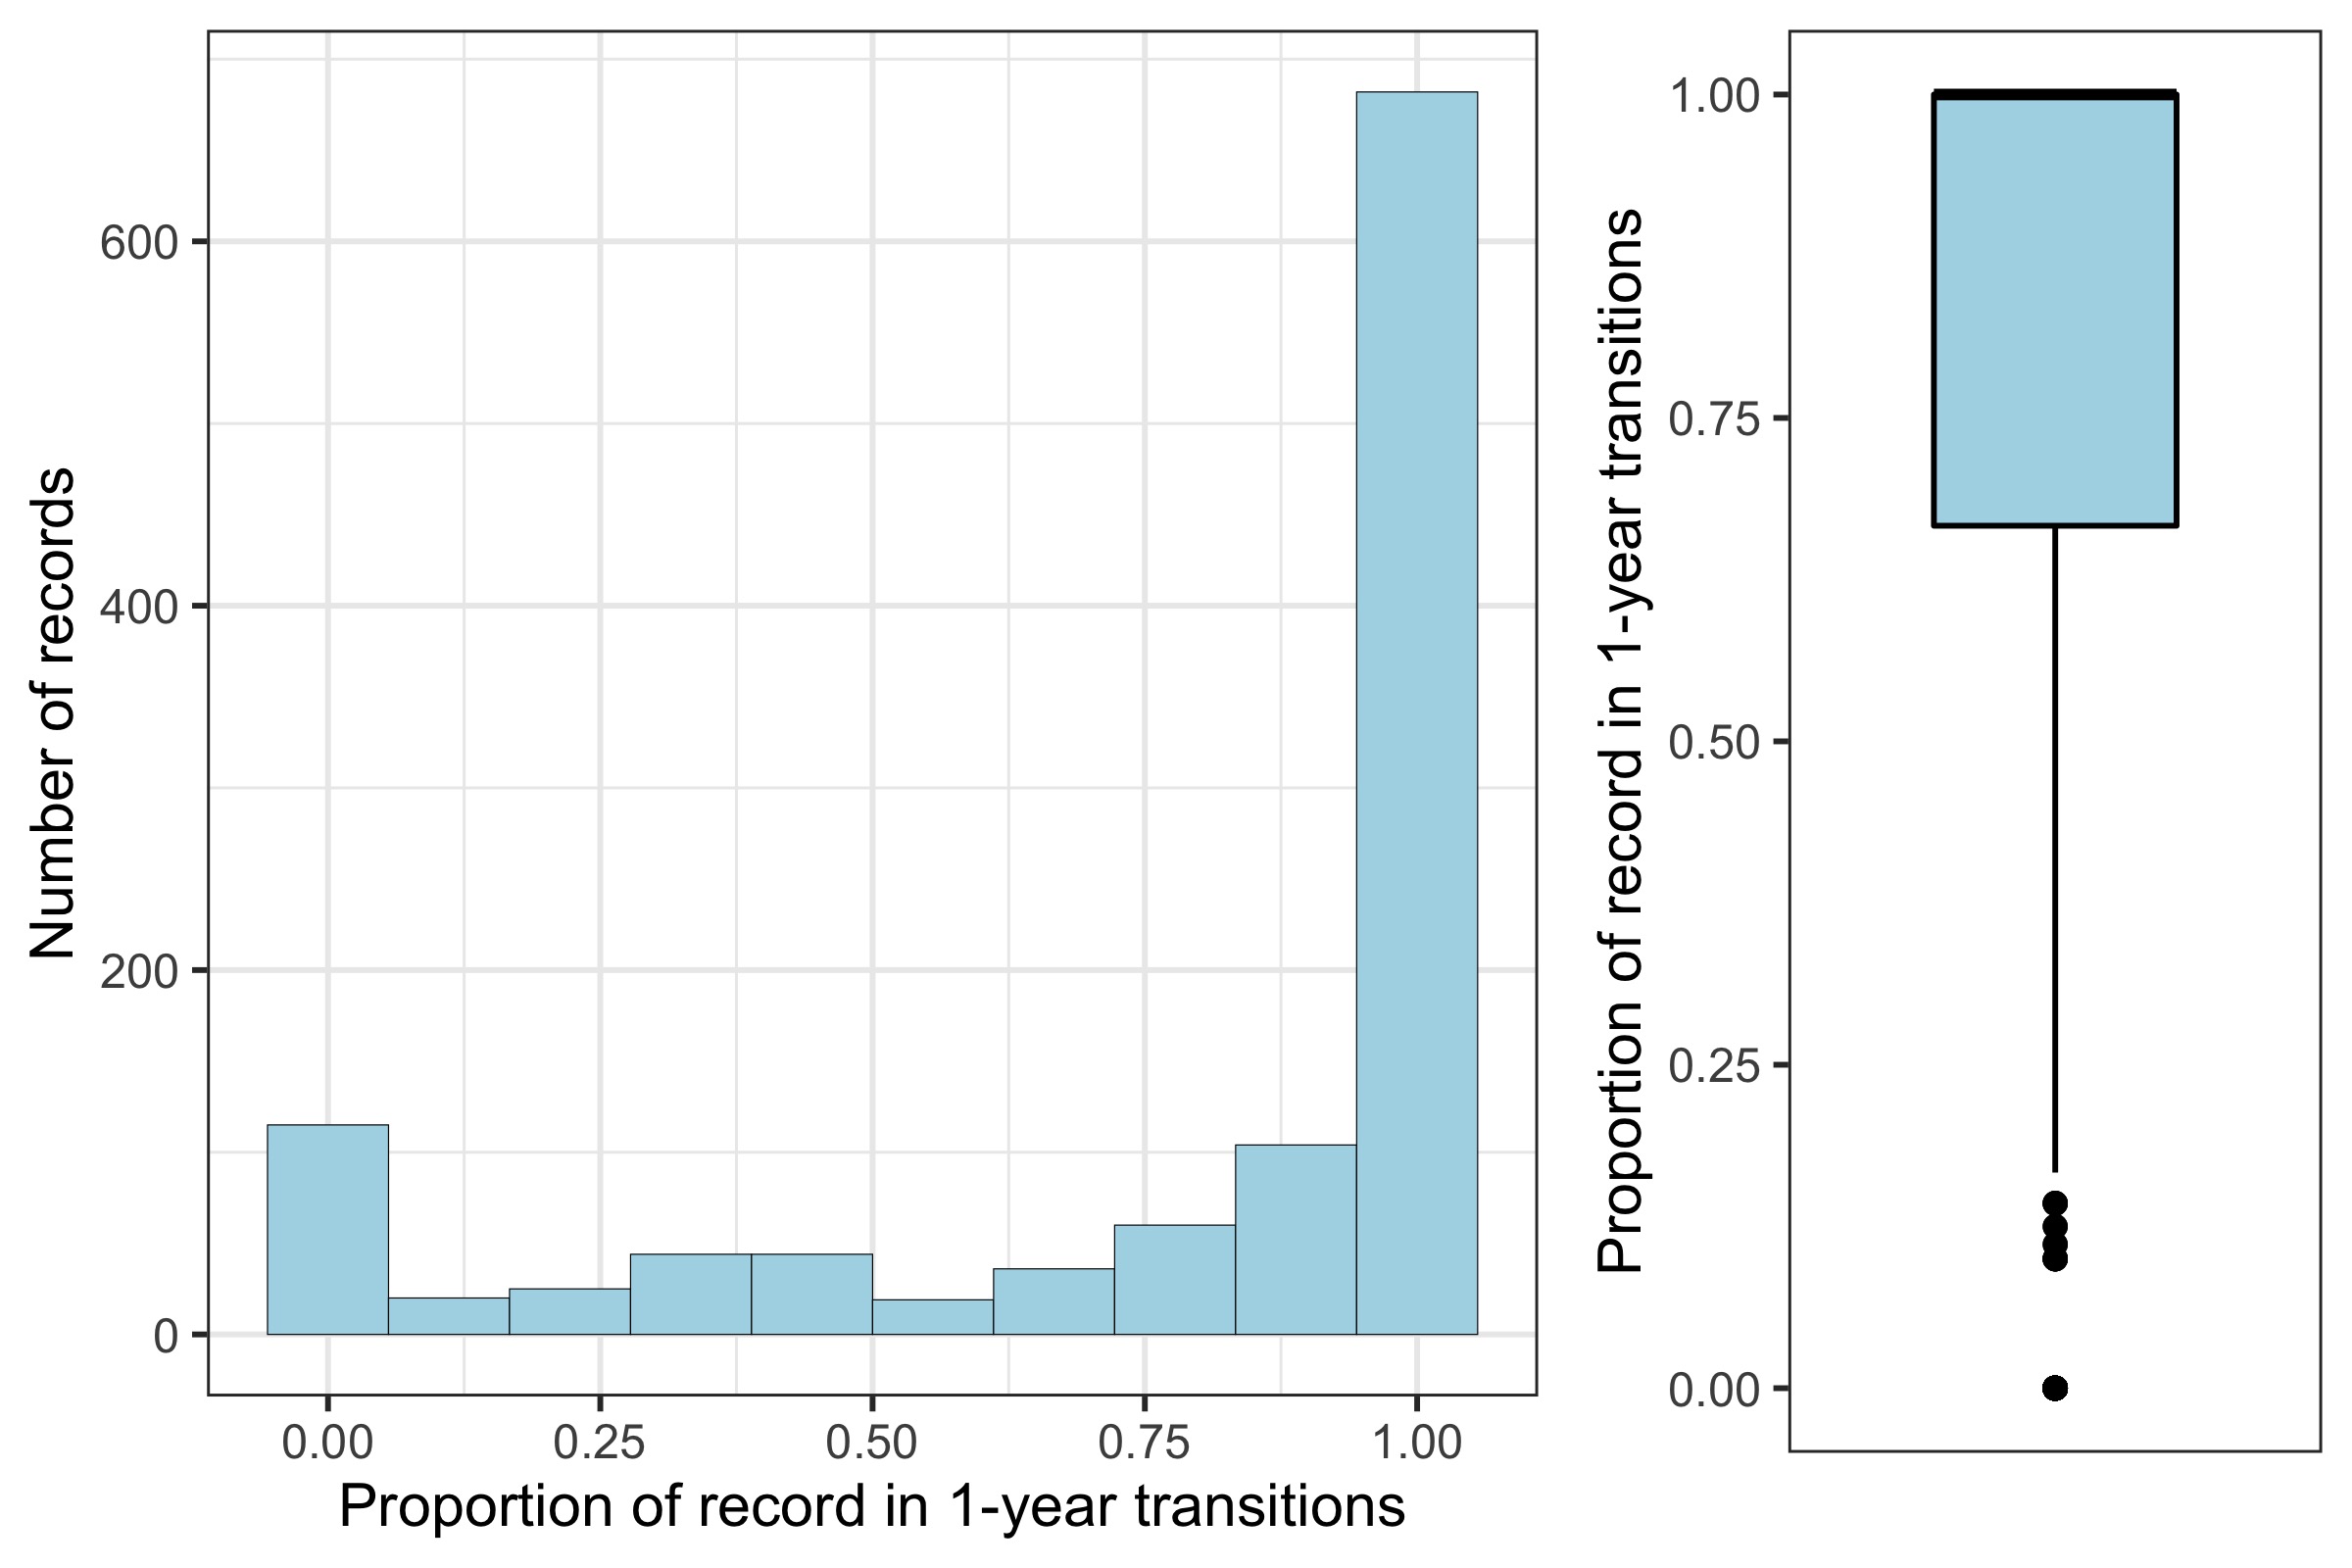 Number of records
600
400
200
0
0.00 0.25 0.50 0.75 1.00
Proportion of record in 1-year transitions
Proportion of record in 1-year transitions
1.00
0.75
0.50
0.25
0.00